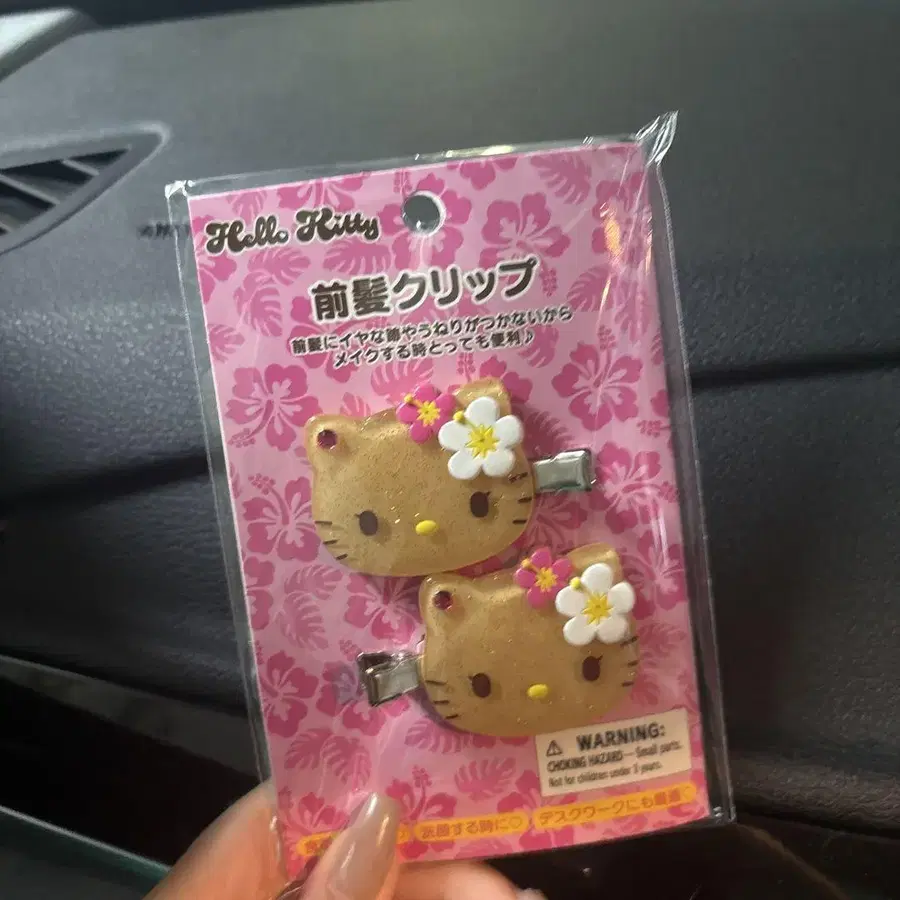 Hello Kitty
前髪クリップ
前髪にイヤな跡やうねりがつかないから
メイクする時とっても便利♪
WARNING:
CHOKING HAZARD — Small parts.
Not for children under 3 years.
する時に♡
デスクワークにも最適♡